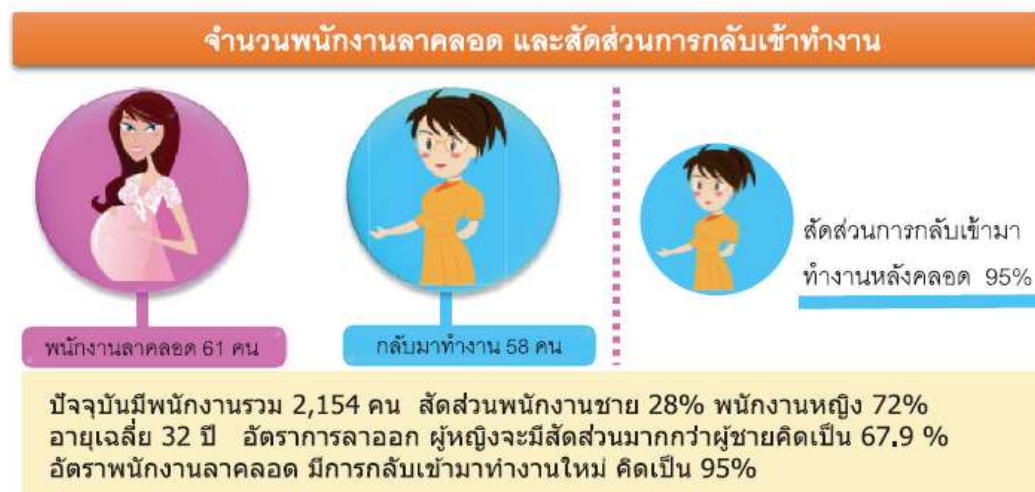 จำนวนพนักงานลาคลอด และสัดส่วนการกลับเข้าทำงาน
พนักงานลาคลอด 61 คน
กลับมาทำงาน 58 คน
สัดส่วนการกลับเข้ามา
ทำงานหลังคลอด 95%
ปัจจุบันมีพนักงานรวม 2,154 คน สัดส่วนพนักงานชาย 28% พนักงานหญิง 72%
อายุเฉลี่ย 32 ปี อัตราการลาออก ผู้หญิงจะมีสัดส่วนมากกว่าผู้ชายคิดเป็น 67.9 %
อัตราพนักงานลาคลอด มีการกลับเข้ามาทำงานใหม่ คิดเป็น 95%